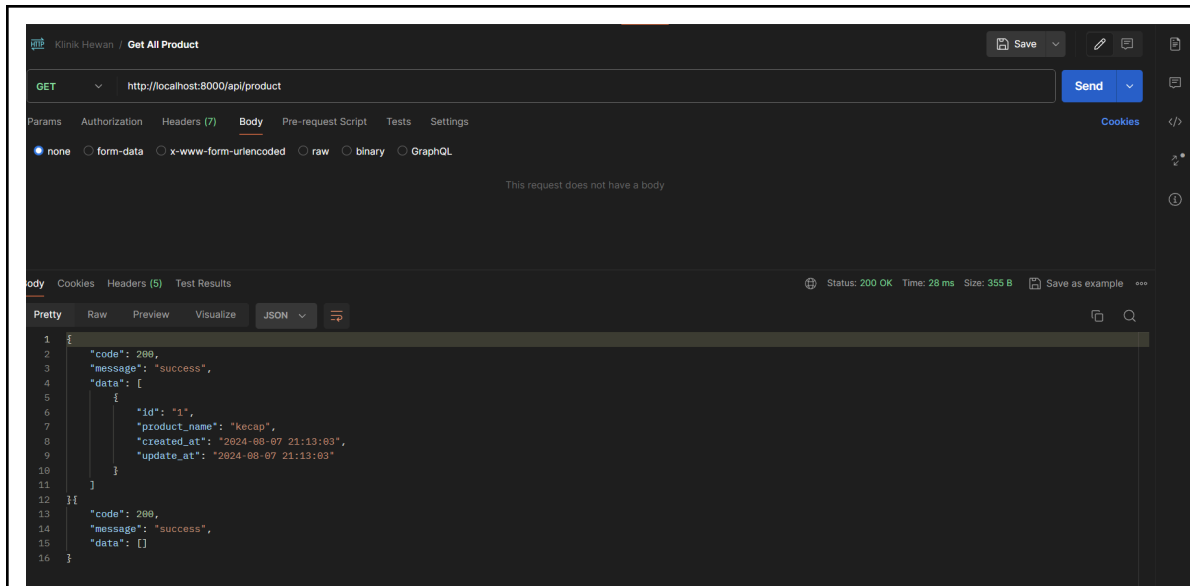 HTTP Klinik Hewan / Get All Product Save
GET http://localhost:8000/api/product Send
Params Authorization Headers (7) Body Pre-request Script Tests Settings Cookies
none form-data x-www-form-urlencoded raw binary GraphQL
This request does not have a body
ody Cookies Headers (5) Test Results Status: 200 OK Time: 28 ms Size: 355 B Save as example
Pretty Raw Preview Visualize JSON
1 {
2 "code": 200,
3 "message": "success",
4 "data": [
5 {
6 "id": "1",
7 "product_name": "kecap",
8 "created_at": "2024-08-07 21:13:03",
9 "update_at": "2024-08-07 21:13:03"
10 }
11 ]
12 }{
13 "code": 200,
14 "message": "success",
15 "data": []
16 }